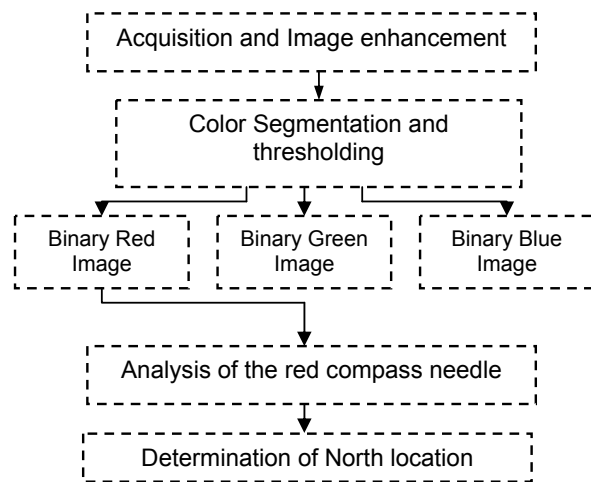 Acquisition and Image enhancement
Color Segmentation and
thresholding
Binary Red
Image
Binary Green
Image
Binary Blue
Image
Analysis of the red compass needle
Determination of North location